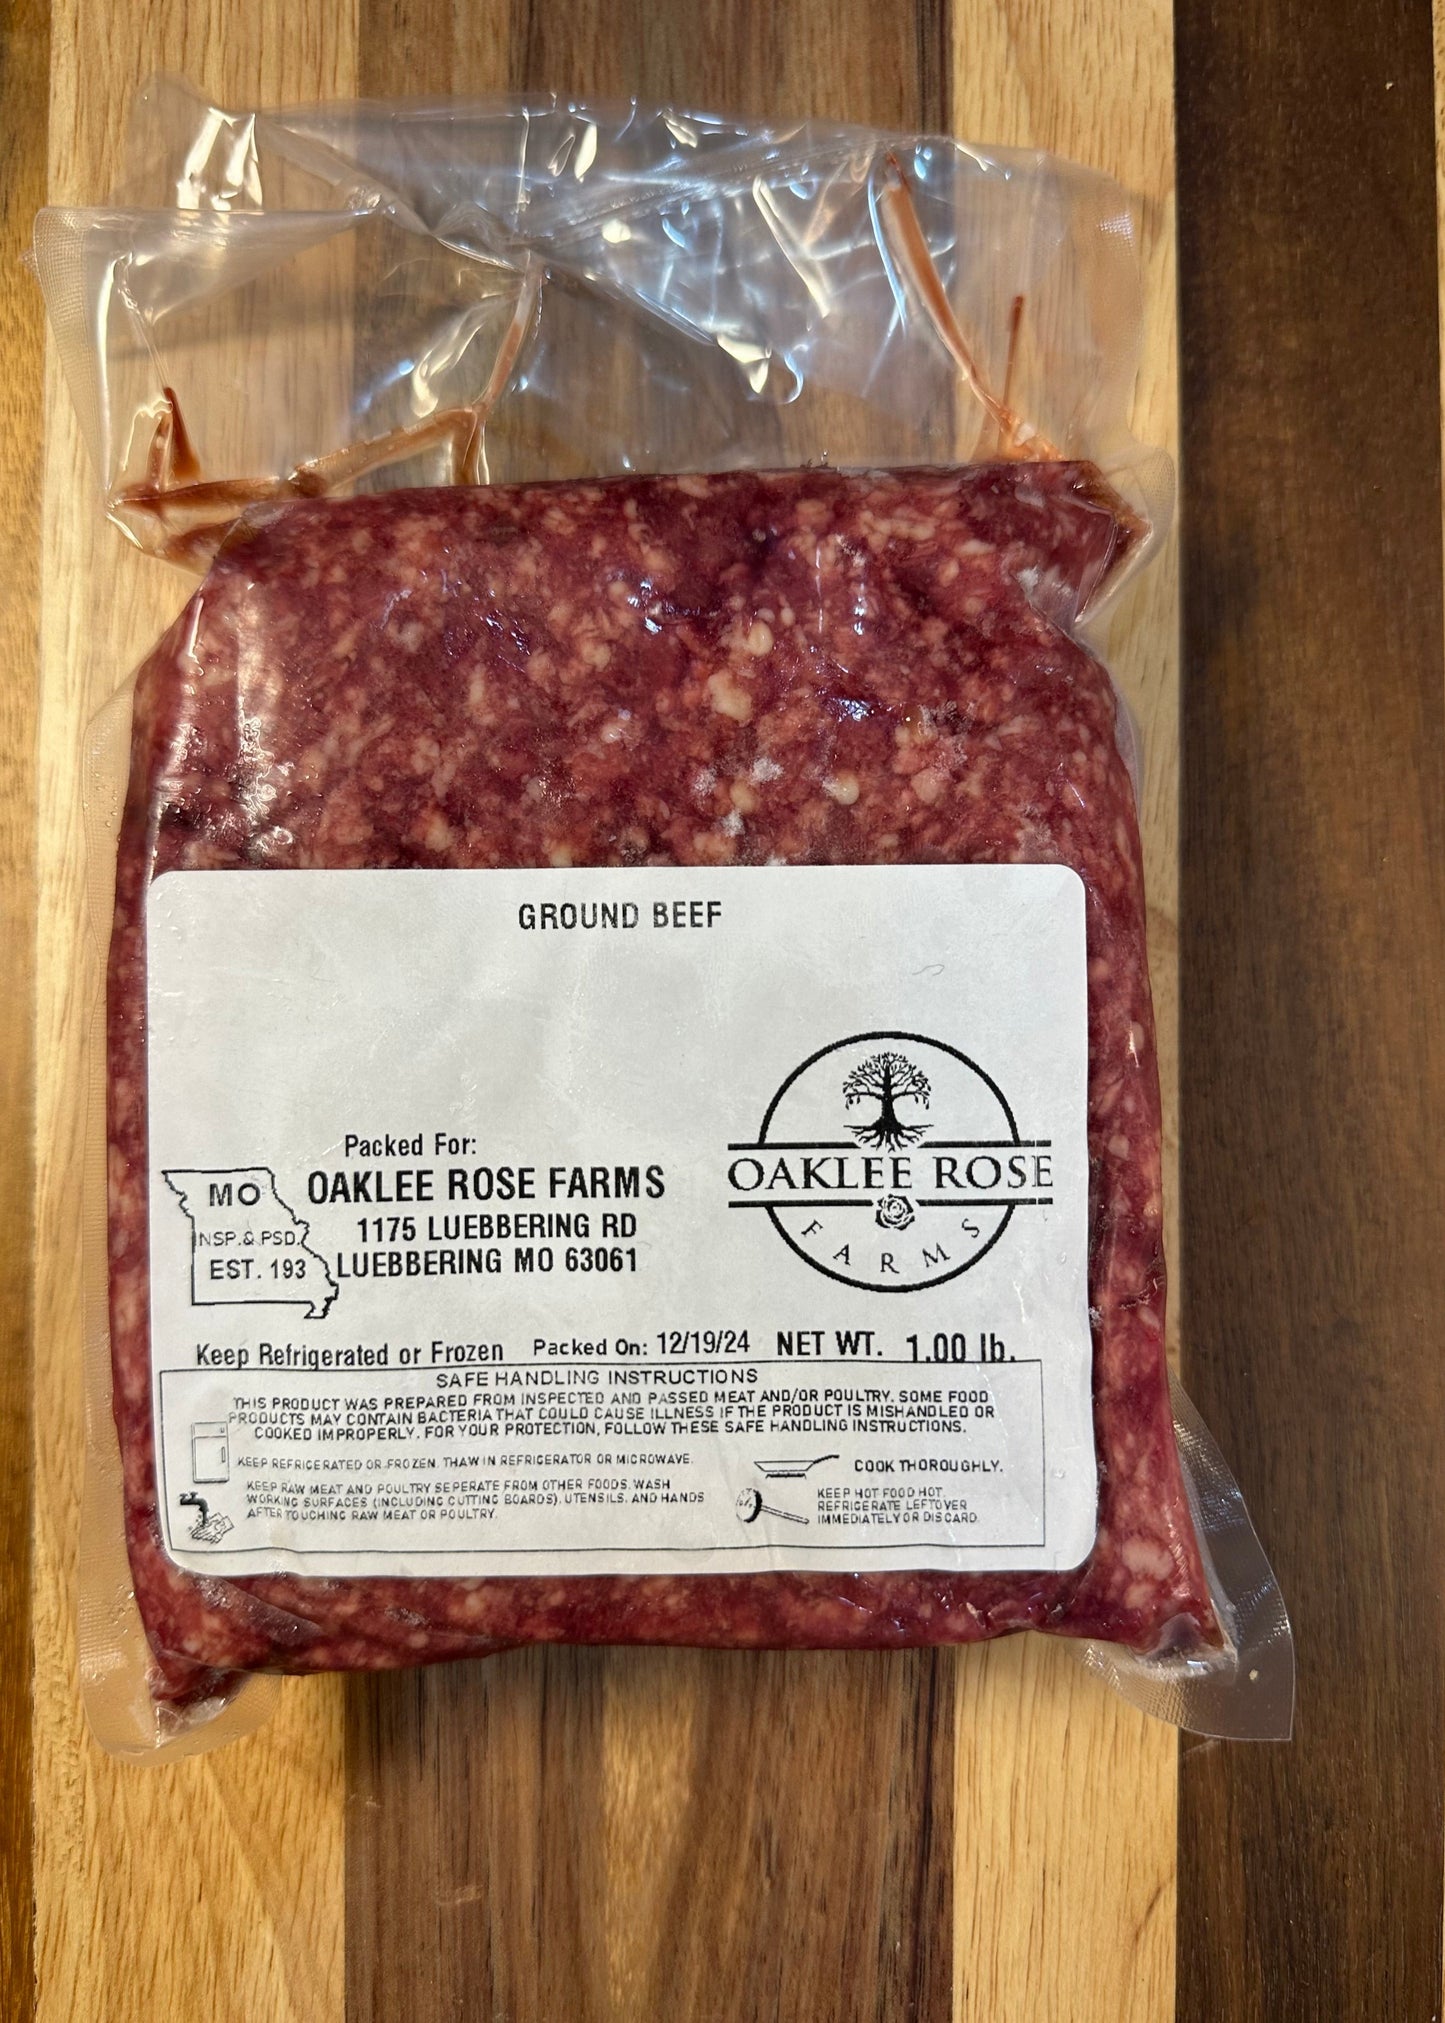 GROUND BEEF
Packed For:
OAKLEE ROSE FARMS
1175 LUEBBERING RD
LUEBBERING MO 63061
MO
INSP.& PSD.
EST. 193
OAKLEE ROSE
FARMS
Keep Refrigerated or Frozen Packed On: 12/19/24 NET WT. 1.00 lb.
SAFE HANDLING INSTRUCTIONS
THIS PRODUCT WAS PREPARED FROM INSPECTED AND PASSED MEAT AND/OR POULTRY. SOME FOOD
PRODUCTS MAY CONTAIN BACTERIA THAT COULD CAUSE ILLNESS IF THE PRODUCT IS MISHANDLED OR
COOKED IMPROPERLY. FOR YOUR PROTECTION, FOLLOW THESE SAFE HANDLING INSTRUCTIONS.
KEEP REFRIGERATED OR FROZEN. THAW IN REFRIGERATOR OR MICROWAVE.
KEEP RAW MEAT AND POULTRY SEPERATE FROM OTHER FOODS. WASH
WORKING SURFACES (INCLUDING CUTTING BOARDS), UTENSILS, AND HANDS
AFTER TOUCHING RAW MEAT OR POULTRY.
COOK THOROUGHLY.
KEEP HOT FOOD HOT.
REFRIGERATE LEFTOVER
IMMEDIATELY OR DISCARD.